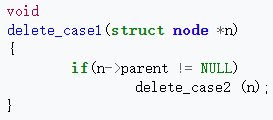 void
delete_case1(struct node *n)
{
        if(n->parent != NULL)
                delete_case2 (n);
}